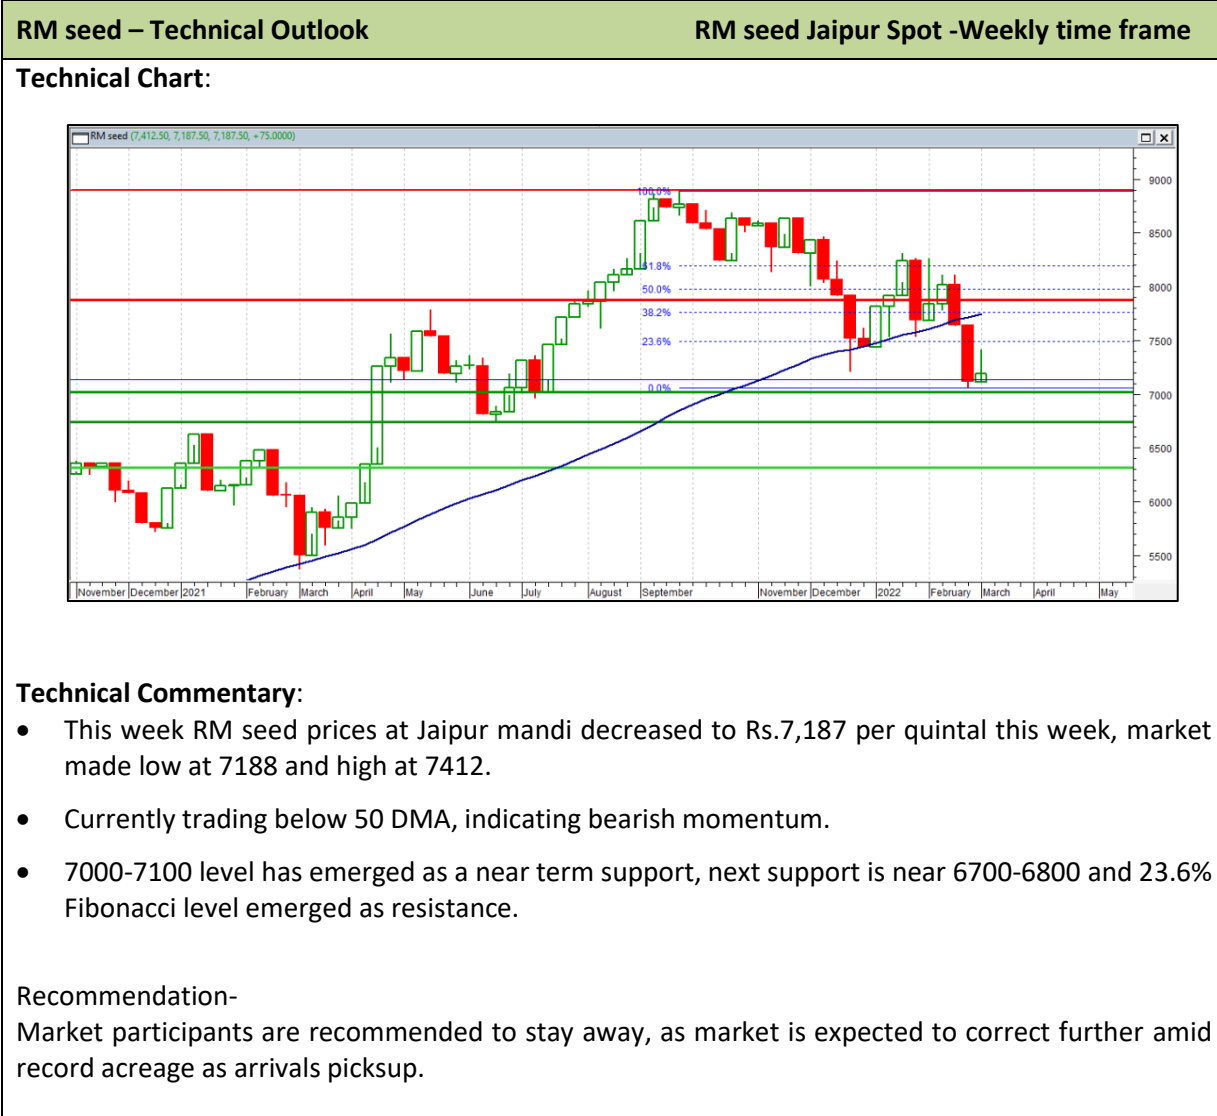 RM seed – Technical Outlook RM seed Jaipur Spot -Weekly time frame
Technical Chart:
RM seed (7,412.50, 7,187.50, 7,187.50, +75.0000)
100.0%
61.8%
50.0%
38.2%
23.6%
0.0%
9000
8500
8000
7500
7000
6500
6000
5500
November December 2021 February March April May June July August September November December 2022 February March April May
Technical Commentary:
• This week RM seed prices at Jaipur mandi decreased to Rs.7,187 per quintal this week, market
made low at 7188 and high at 7412.
• Currently trading below 50 DMA, indicating bearish momentum.
• 7000-7100 level has emerged as a near term support, next support is near 6700-6800 and 23.6%
Fibonacci level emerged as resistance.
Recommendation-
Market participants are recommended to stay away, as market is expected to correct further amid
record acreage as arrivals picksup.